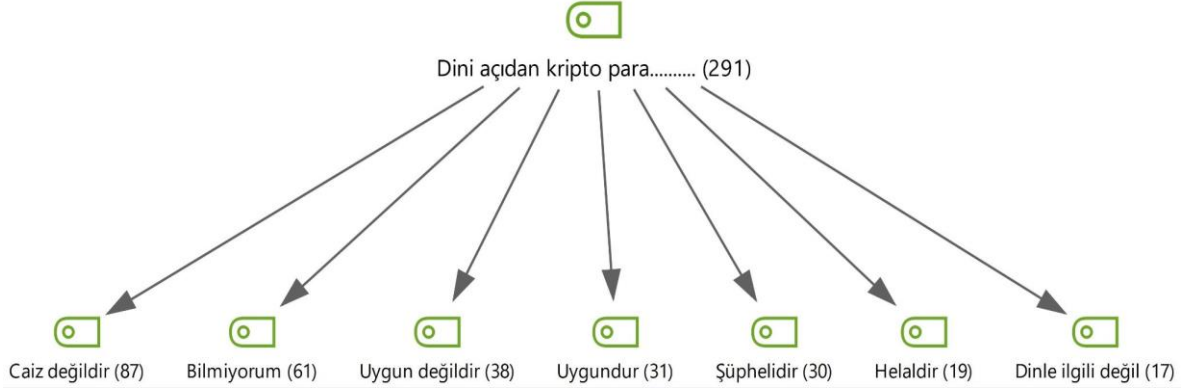 Dini açıdan kripto para.......... (291)
Caiz değildir (87) Bilmiyorum (61) Uygun değildir (38) Uygundur (31) Şüphelidir (30) Helaldir (19) Dinle ilgili değil (17)